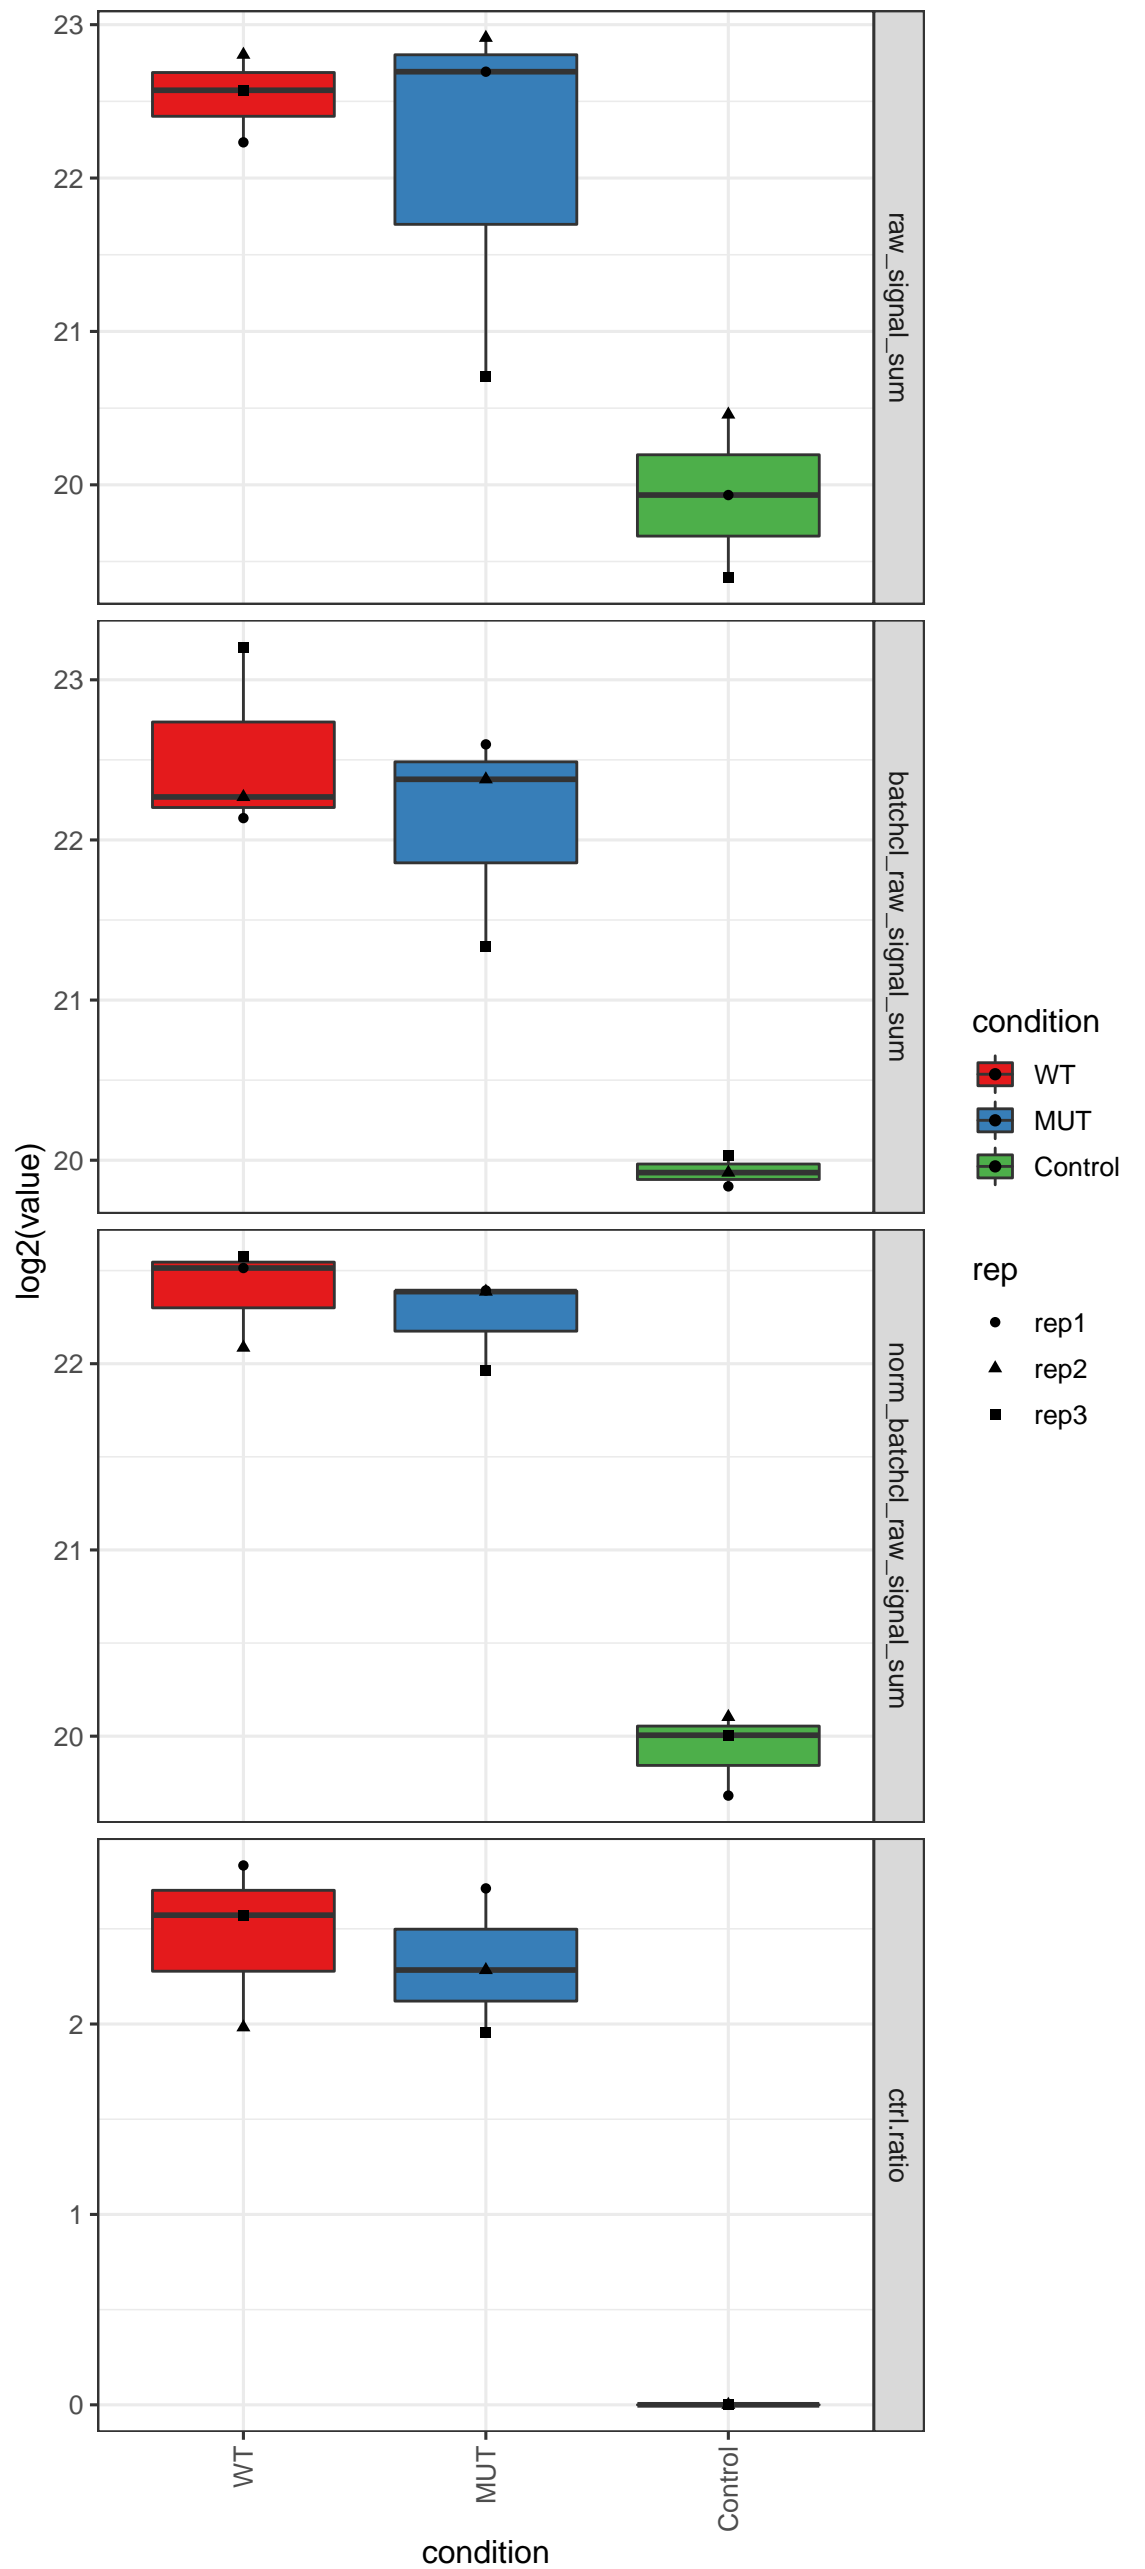 23
22
21
20
raw_signal_sum
23
22
21
20
batchcl_raw_signal_sum
22
21
20
norm_batchcl_raw_signal_sum
2
1
0
ctrl.ratio
log2(value)
WT
MUT
Control
condition
condition
WT
MUT
Control
rep
rep1
rep2
rep3